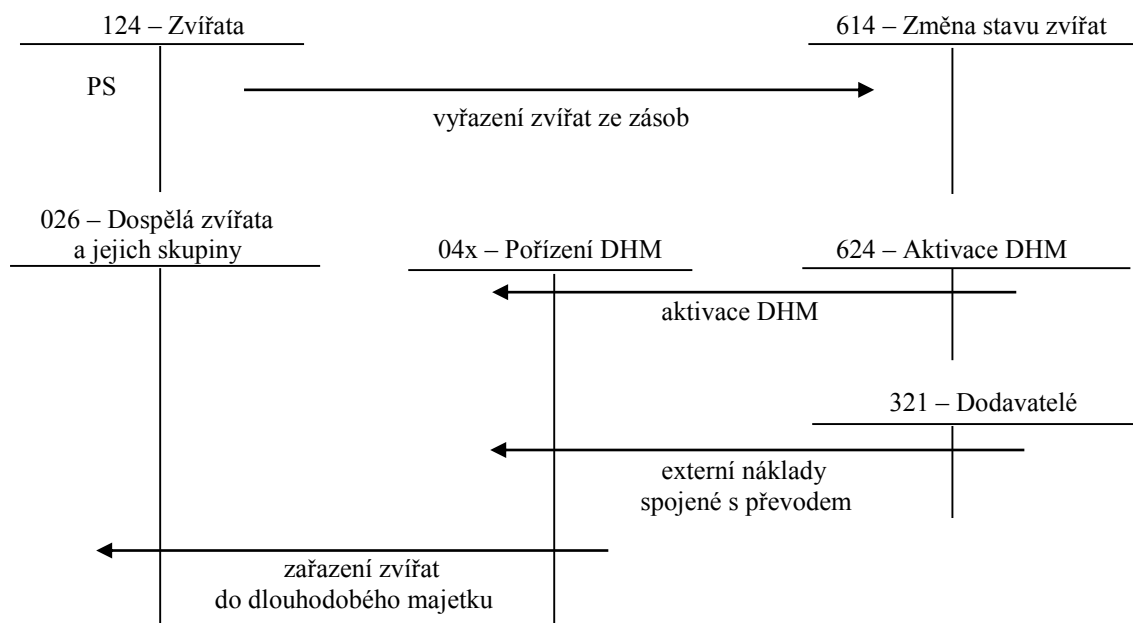 124 – Zvířata
614 – Změna stavu zvířat
PS
vyřazení zvířat ze zásob
026 – Dospělá zvířata
a jejich skupiny
04x – Pořízení DHM
624 – Aktivace DHM
aktivace DHM
321 – Dodavatelé
externí náklady
spojené s převodem
zařazení zvířat
do dlouhodobého majetku